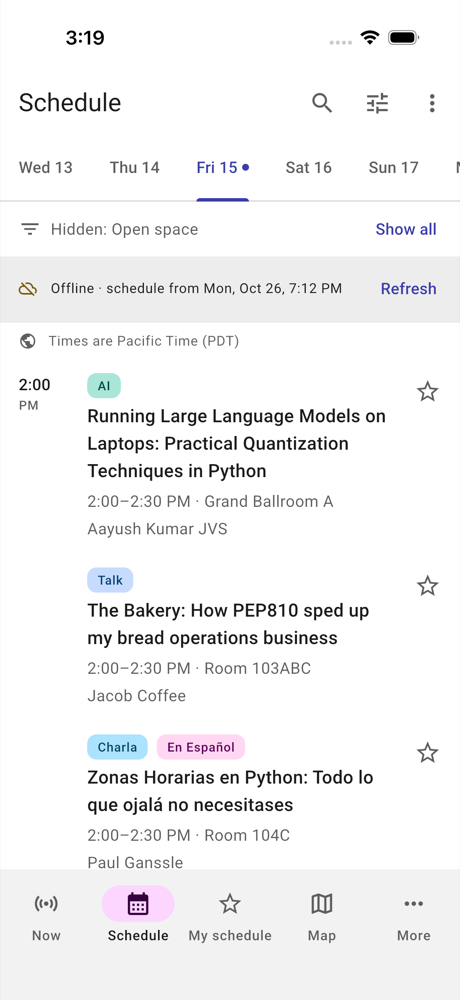 3:19
Schedule
Wed 13 Thu 14 Fri 15 Sat 16 Sun 17
Hidden: Open space Show all
Offline · schedule from Mon, Oct 26, 7:12 PM Refresh
Times are Pacific Time (PDT)
2:00
PM
AI
Running Large Language Models on
Laptops: Practical Quantization
Techniques in Python
2:00–2:30 PM · Grand Ballroom A
Aayush Kumar JVS
Talk
The Bakery: How PEP810 sped up
my bread operations business
2:00–2:30 PM · Room 103ABC
Jacob Coffee
Charla En Español
Zonas Horarias en Python: Todo lo
que ojalá no necesitases
2:00–2:30 PM · Room 104C
Paul Ganssle
Now Schedule My schedule Map More